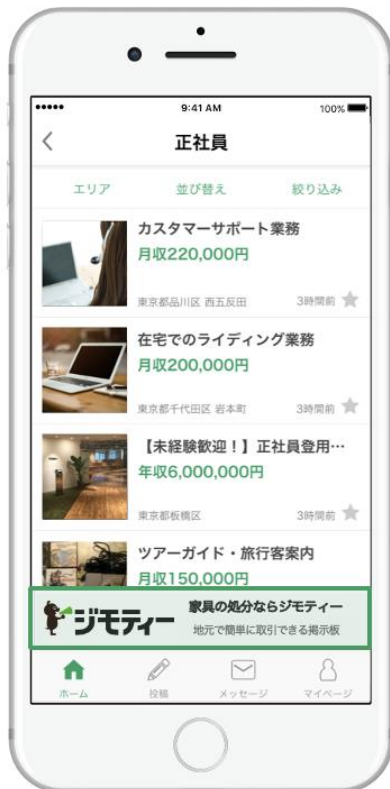 9:41 AM
100%
正社員
エリア 並び替え 絞り込み
カスタマーサポート業務
月収220,000円
東京都品川区 西五反田 3時間前
在宅でのライディング業務
月収200,000円
東京都千代田区 岩本町 3時間前
【未経験歓迎！】正社員登用…
年収6,000,000円
東京都板橋区 3時間前
ツアーガイド・旅行客案内
月収150,000円
ジモティー
家具の処分ならジモティー
地元で簡単に取引できる掲示板
ホーム 投稿 メッセージ マイページ